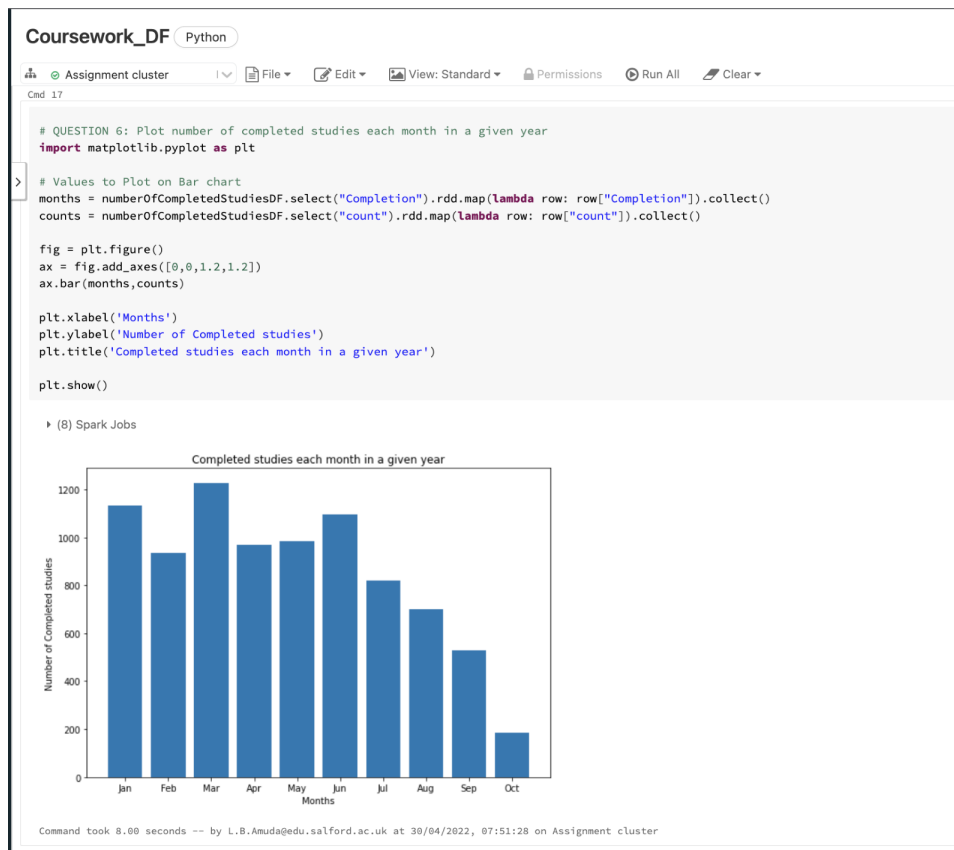 Coursework_DF Python
Assignment cluster File Edit View: Standard Permissions Run All Clear
Cmd 17
# QUESTION 6: Plot number of completed studies each month in a given year
import matplotlib.pyplot as plt
# Values to Plot on Bar chart
months = numberOfCompletedStudiesDF.select("Completion").rdd.map(lambda row: row["Completion"]).collect()
counts = numberOfCompletedStudiesDF.select("count").rdd.map(lambda row: row["count"]).collect()
fig = plt.figure()
ax = fig.add_axes([0,0,1.2,1.2])
ax.bar(months,counts)
plt.xlabel('Months')
plt.ylabel('Number of Completed studies')
plt.title('Completed studies each month in a given year')
plt.show()
(8) Spark Jobs
Completed studies each month in a given year
Number of Completed studies
1200
1000
800
600
400
200
0
Jan Feb Mar Apr May Jun Jul Aug Sep Oct
Months
Command took 8.00 seconds -- by L.B.Amuda@edu.salford.ac.uk at 30/04/2022, 07:51:28 on Assignment cluster